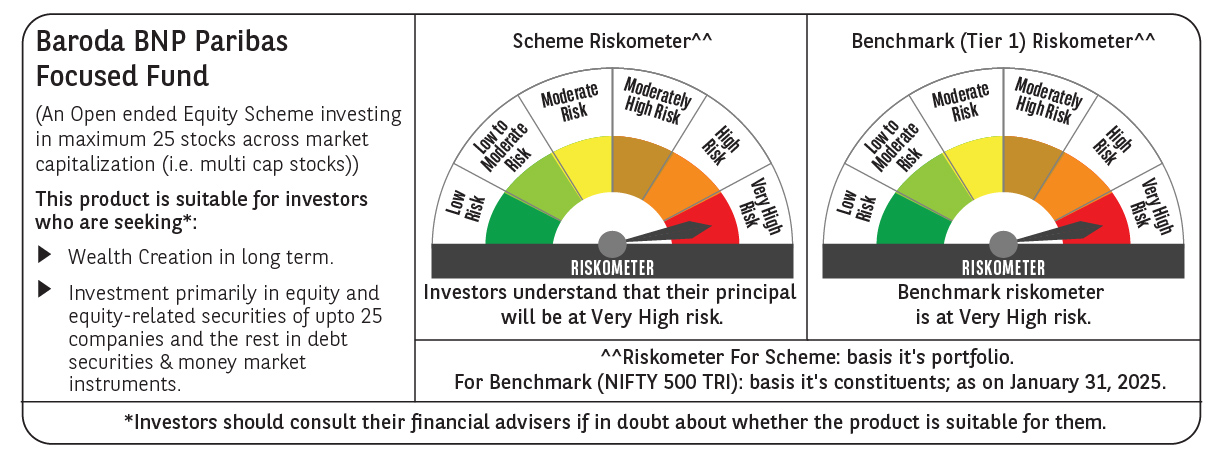 Baroda BNP Paribas
Focused Fund
(An Open ended Equity Scheme investing
in maximum 25 stocks across market
capitalization (i.e. multi cap stocks))
This product is suitable for investors
who are seeking*:
Wealth Creation in long term.
Investment primarily in equity and
equity-related securities of upto 25
companies and the rest in debt
securities & money market
instruments.
Scheme Riskometer^^
Low
Risk
Low to
Moderate
Risk
Moderate
Risk
Moderately
High Risk
High
Risk
Very High
Risk
RISKOMETER
Investors understand that their principal
will be at Very High risk.
Benchmark (Tier 1) Riskometer^^
Low
Risk
Low to
Moderate
Risk
Moderate
Risk
Moderately
High Risk
High
Risk
Very High
Risk
RISKOMETER
Benchmark riskometer
is at Very High risk.
^^Riskometer For Scheme: basis it's portfolio.
For Benchmark (NIFTY 500 TRI): basis it's constituents; as on January 31, 2025.
*Investors should consult their financial advisers if in doubt about whether the product is suitable for them.